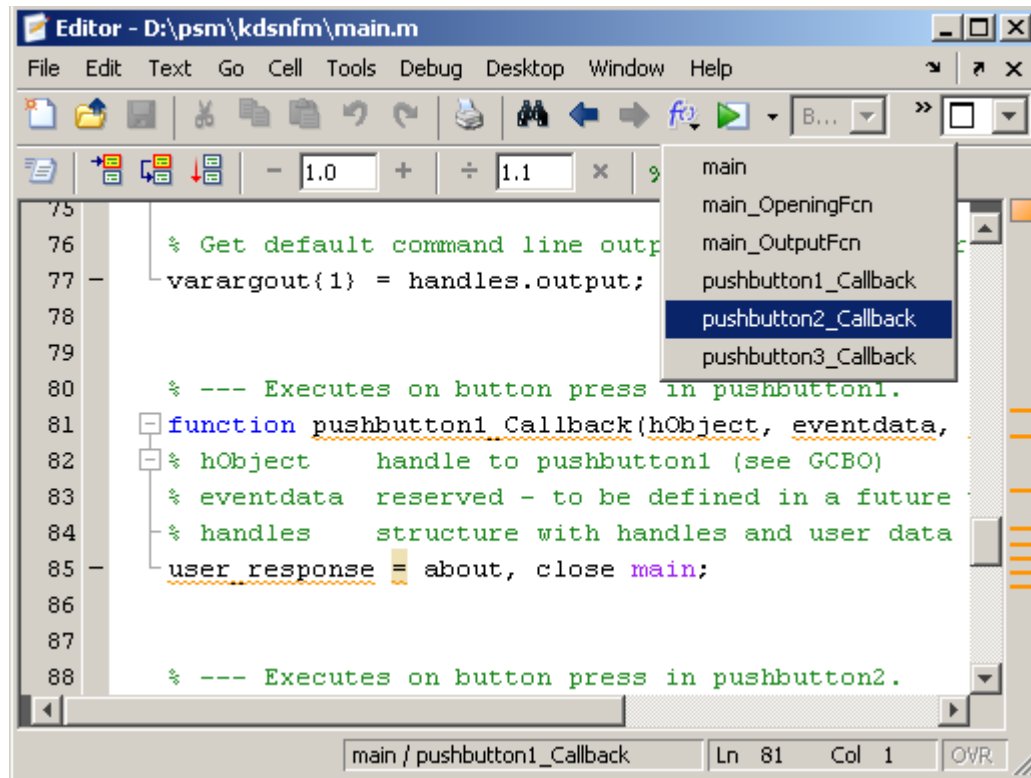 Editor - D:\psm\kdsnfm\main.m
File Edit Text Go Cell Tools Debug Desktop Window Help
B...
- 1.0 + ÷ 1.1 ×
main
main_OpeningFcn
main_OutputFcn
pushbutton1_Callback
pushbutton2_Callback
pushbutton3_Callback
75
76 % Get default command line outp
77 - varargout{1} = handles.output;
78
79
80 % --- Executes on button press in pushbutton1.
81 function pushbutton1_Callback(hObject, eventdata,
82 % hObject handle to pushbutton1 (see GCBO)
83 % eventdata reserved - to be defined in a future
84 % handles structure with handles and user data
85 - user_response = about, close main;
86
87
88 % --- Executes on button press in pushbutton2.
main / pushbutton1_Callback Ln 81 Col 1 OVR